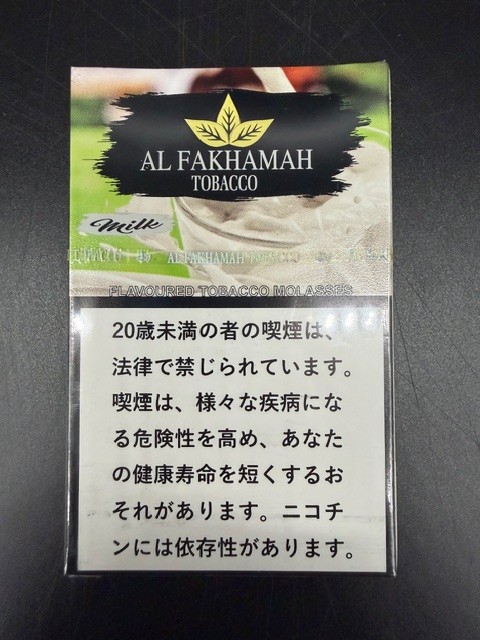 AL FAKHAMAH
TOBACCO
Milk
AL FAKHAMAH TOBACCO
FLAVOURED TOBACCO MOLASSES
20歳未満の者の喫煙は、
法律で禁じられています。
喫煙は、様々な疾病にな
る危険性を高め、あなた
の健康寿命を短くするお
それがあります。ニコチ
ンには依存性があります。